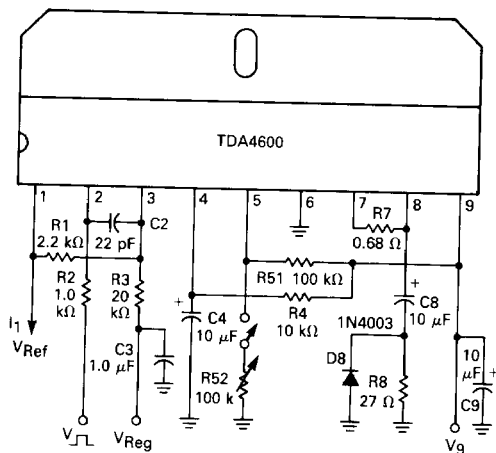 TDA4600
1 2 3 4 5 6 7 8 9
R1
2.2 kΩ
C2
22 pF
R2
1.0
kΩ
R3
20
kΩ
R7
0.68 Ω
R51 100 kΩ
R4
10 kΩ
I1
VRef
C3
1.0 μF
+
C4
10 μF
R52
100 k
+
C8
10 μF
1N4003
D8
R8
27 Ω
10
μF
+
C9
V
VReg
V9